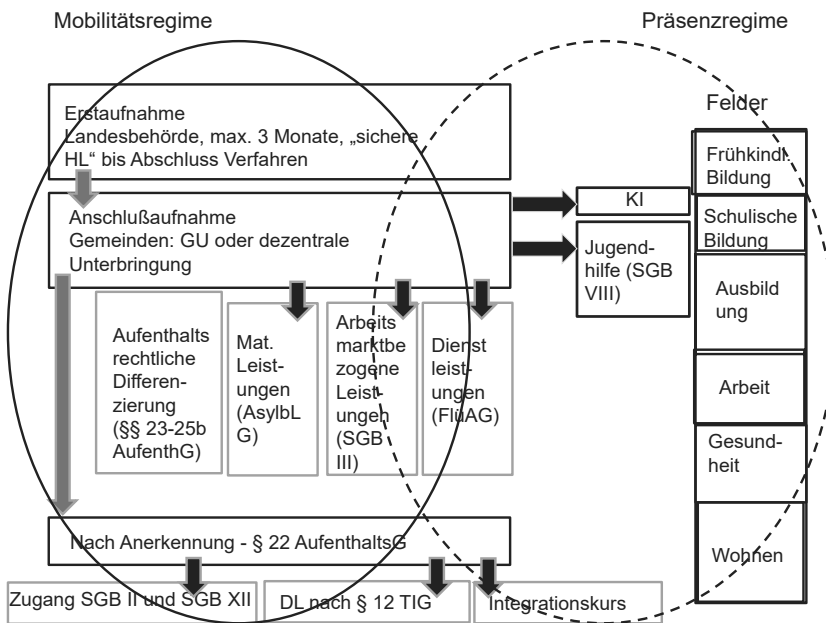 Mobilitätsregime
Präsenzregime
Erstaufnahme
Landesbehörde, max. 3 Monate, „sichere
HL“ bis Abschluss Verfahren
Anschlußaufnahme
Gemeinden: GU oder dezentrale
Unterbringung
Aufenthalts
rechtliche
Differen-
zierung
(§§ 23-25b
AufenthG)
Mat.
Leist-
ungen
(AsylbL
G)
Arbeits
marktbe
zogene
Leist-
ungen
(SGB
III)
Dienst
leist-
ungen
(FlüAG)
KI
Jugend-
hilfe (SGB
VIII)
Felder
Frühkindl.
Bildung
Schulische
Bildung
Ausbild
ung
Arbeit
Gesund-
heit
Wohnen
Nach Anerkennung - § 22 AufenthaltsG
Zugang SGB II und SGB XII
DL nach § 12 TIG
Integrationskurs